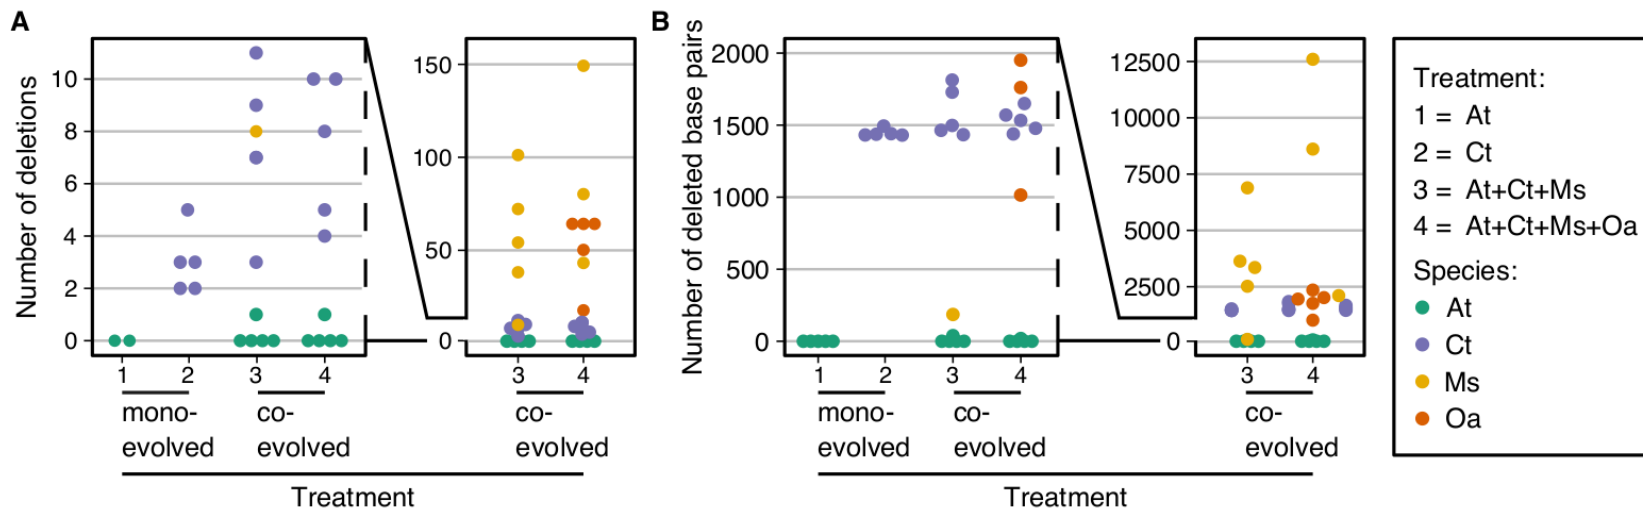 A
Number of deletions
10
8
6
4
2
0
1
2
3
4
mono-
evolved
co-
evolved
150
100
50
0
3
4
co-
evolved
Treatment
B
Number of deleted base pairs
2000
1500
1000
500
0
1
2
3
4
mono-
evolved
co-
evolved
12500
10000
7500
5000
2500
0
3
4
co-
evolved
Treatment
Treatment:
1 = At
2 = Ct
3 = At+Ct+Ms
4 = At+Ct+Ms+Oa
Species:
At
Ct
Ms
Oa